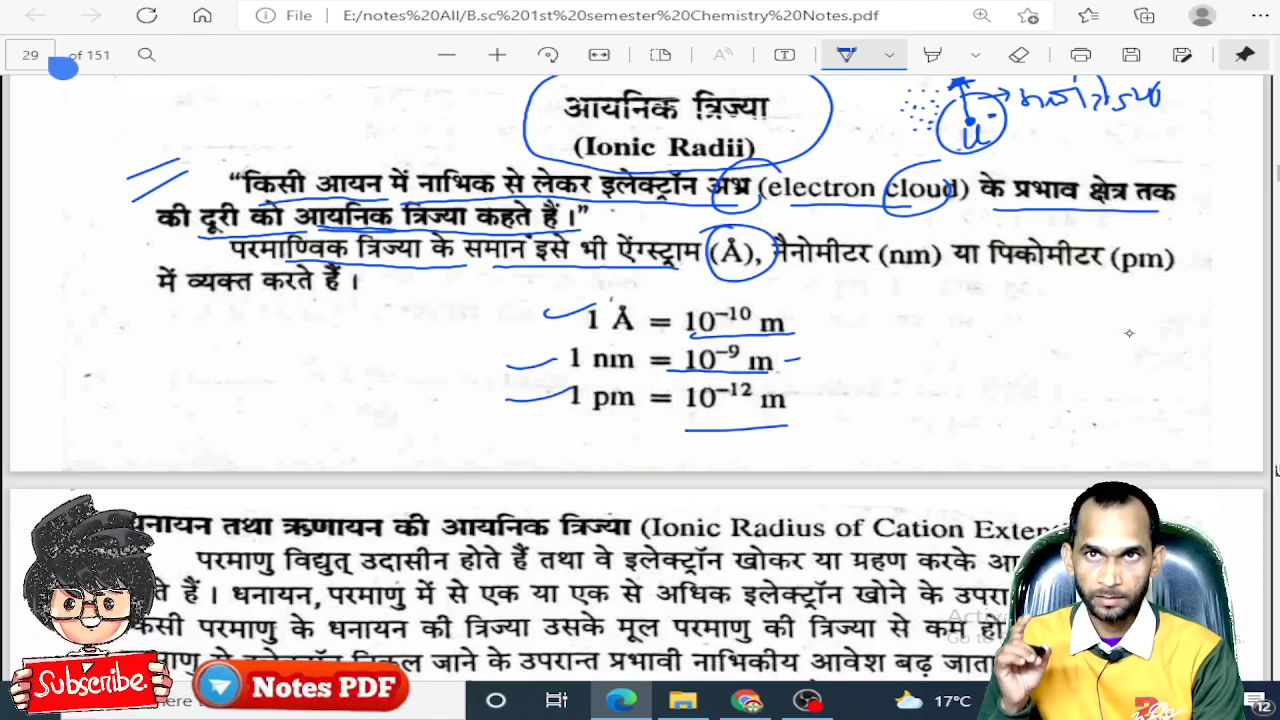 File E:/notes%20All/B.sc%201st%20semester%20Chemistry%20Notes.pdf
29 of 151
आयनिक त्रिज्या
(Ionic Radii)
"किसी आयन में नाभिक से लेकर इलेक्ट्रॉन अभ्र (electron cloud) के प्रभाव क्षेत्र तक
की दूरी को आयनिक त्रिज्या कहते हैं।"
परमाण्विक त्रिज्या के समान इसे भी ऐंग्स्ट्राम (Å), नैनोमीटर (nm) या पिकोमीटर (pm)
में व्यक्त करते हैं।
1 Å = 10⁻¹⁰ m
1 nm = 10⁻⁹ m
1 pm = 10⁻¹² m
धनायन तथा ऋणायन की आयनिक त्रिज्या (Ionic Radius of Cation
परमाणु विद्युत् उदासीन होते हैं तथा वे इलेक्ट्रॉन खोकर या ग्रहण करके
हैं। धनायन, परमाणु में से एक या एक से अधिक इलेक्ट्रॉन खोने के
परमाणु के धनायन की त्रिज्या उसके मूल परमाणु की त्रिज्या से कम
जाने के उपरान्त प्रभावी नाभिकीय आवेश बढ़ जाता
Subscribe
Notes PDF
17°C
12